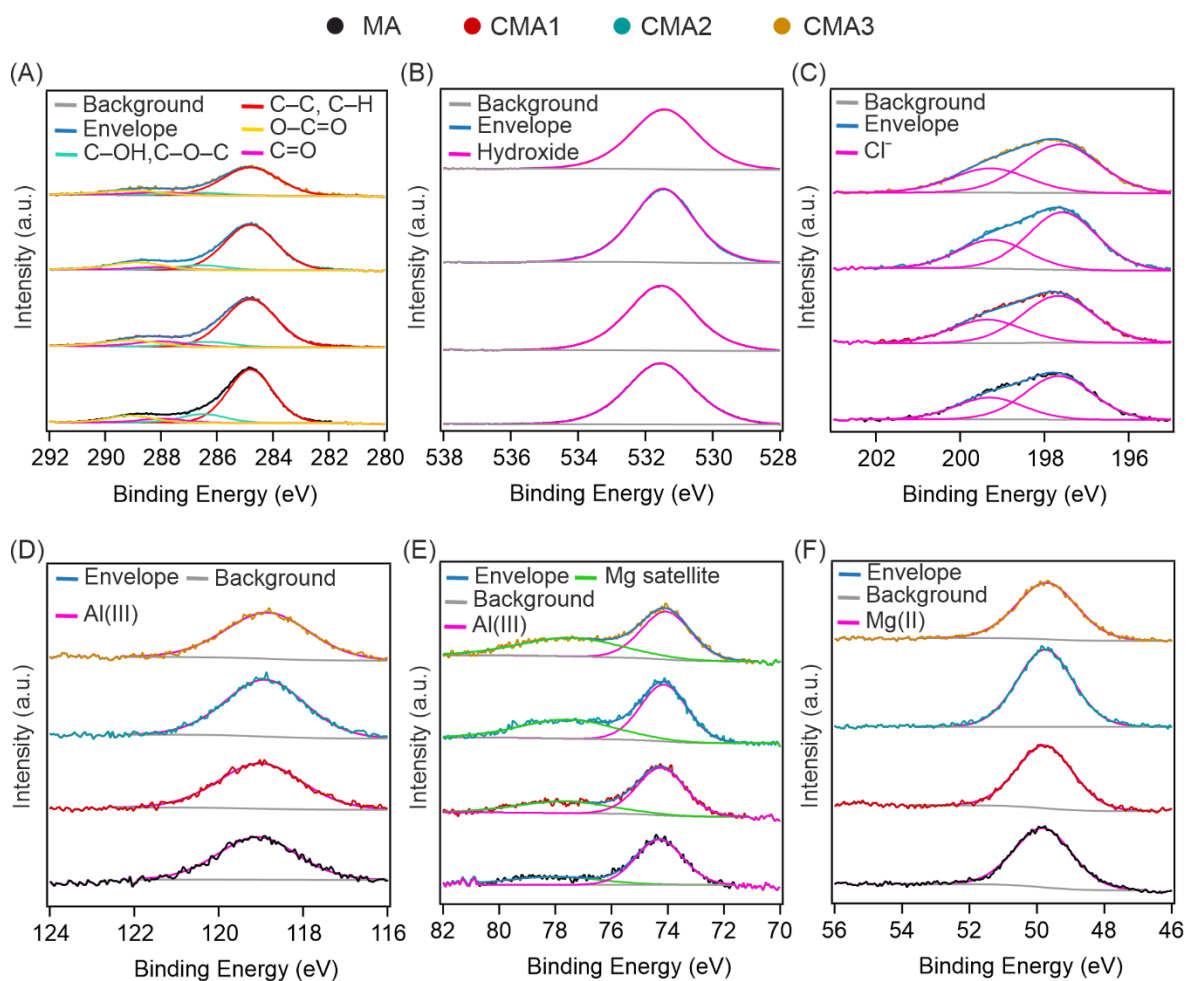 MA CMA1 CMA2 CMA3
(A)
Background C–C, C–H
Envelope O–C=O
C–OH,C–O–C C=O
Intensity (a.u.)
292 290 288 286 284 282 280
Binding Energy (eV)
(B)
Background
Envelope
Hydroxide
Intensity (a.u.)
538 536 534 532 530 528
Binding Energy (eV)
(C)
Background
Envelope
Cl⁻
Intensity (a.u.)
202 200 198 196
Binding Energy (eV)
(D)
Envelope Background
Al(III)
Intensity (a.u.)
124 122 120 118 116
Binding Energy (eV)
(E)
Envelope Mg satellite
Background
Al(III)
Intensity (a.u.)
82 80 78 76 74 72 70
Binding Energy (eV)
(F)
Envelope
Background
Mg(II)
Intensity (a.u.)
56 54 52 50 48 46
Binding Energy (eV)